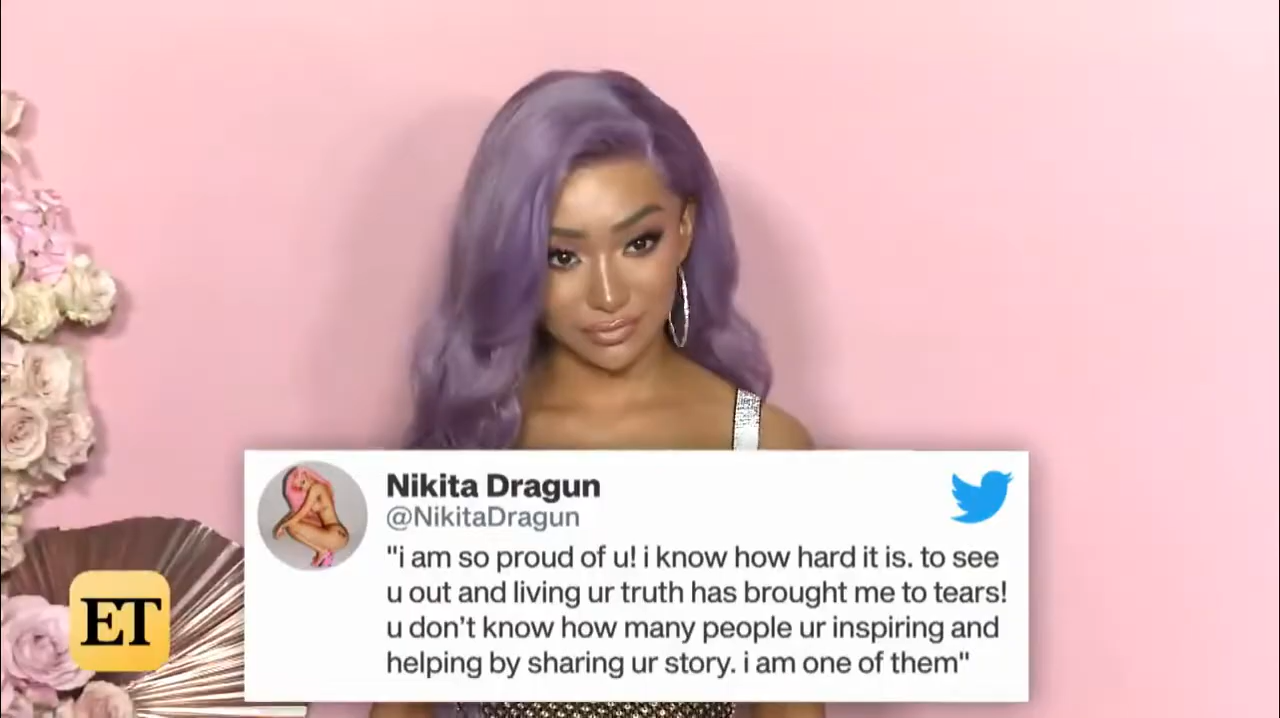 Nikita Dragun
@NikitaDragun
"i am so proud of u! i know how hard it is. to see
u out and living ur truth has brought me to tears!
u don't know how many people ur inspiring and
helping by sharing ur story. i am one of them"
ET